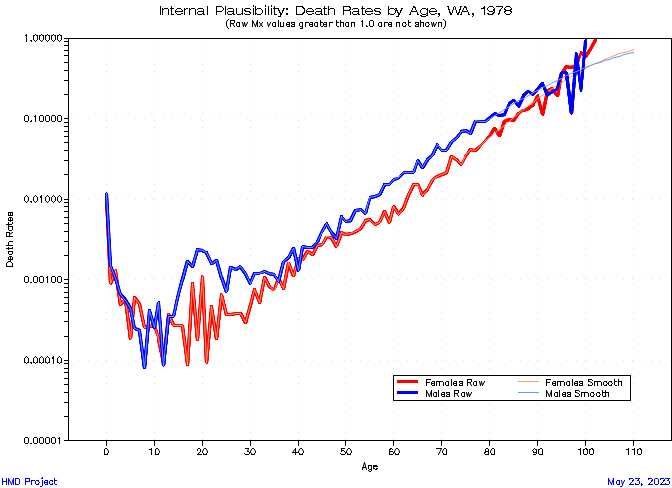 Internal Plausibility: Death Rates by Age, WA, 1978
(Raw Mx values greater than 1.0 are not shown)
1.00000
0.10000
0.01000
0.00100
0.00010
0.00001
Death Rates
Females Raw
Females Smooth
Males Raw
Males Smooth
0 10 20 30 40 50 60 70 80 90 100 110
Age
HMD Project
May 23, 2023